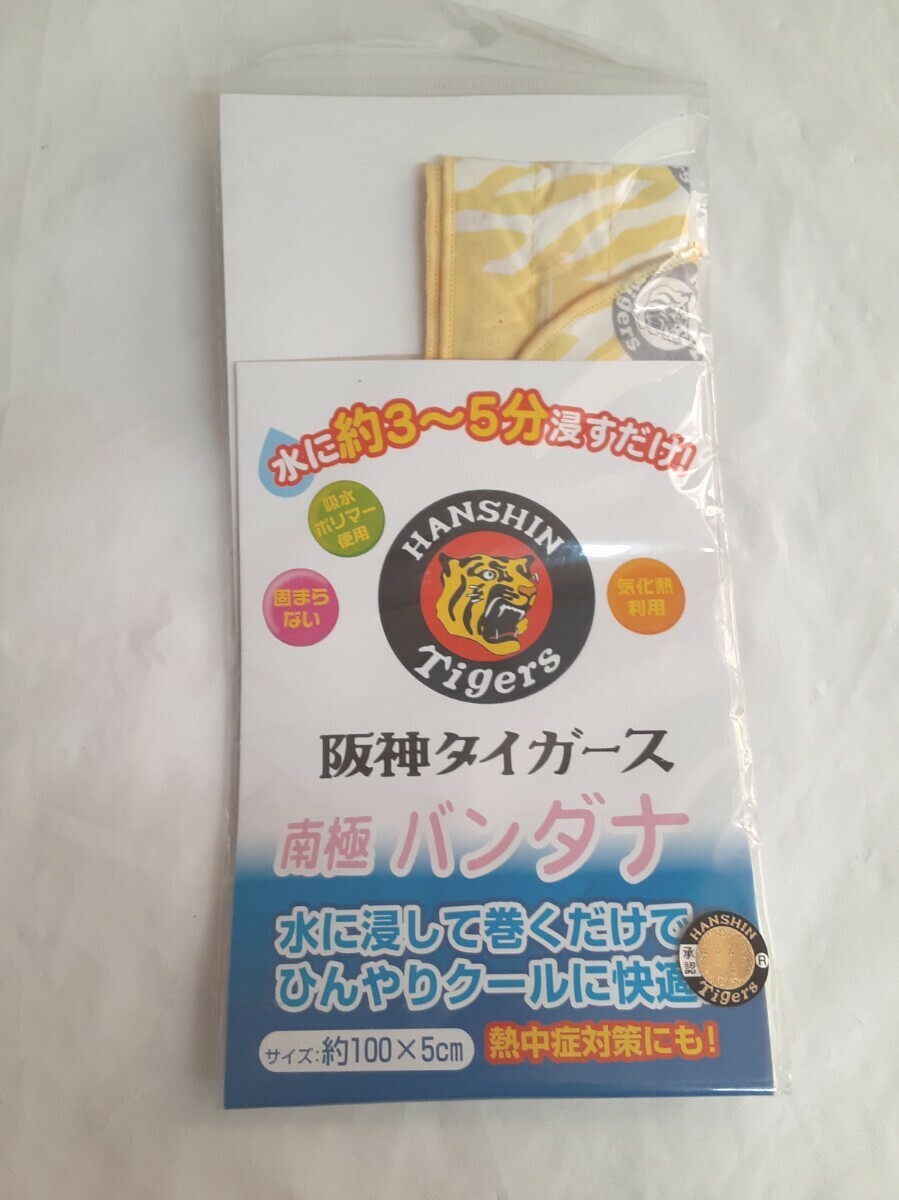 Tigers
水に約3〜5分浸すだけ!
吸水
ポリマー
使用
固まら
ない
HANSHIN
Tigers
気化熱
利用
阪神タイガース
南極 バンダナ
水に浸して巻くだけで
ひんやりクールに快適
HANSHIN
承認
Tigers
R
サイズ:約100×5cm
熱中症対策にも!